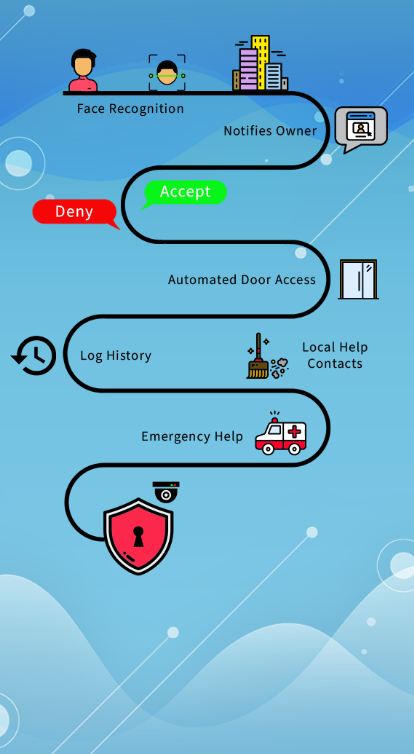 Face Recognition
Notifies Owner
Accept
Deny
Automated Door Access
Log History
Local Help
Contacts
Emergency Help